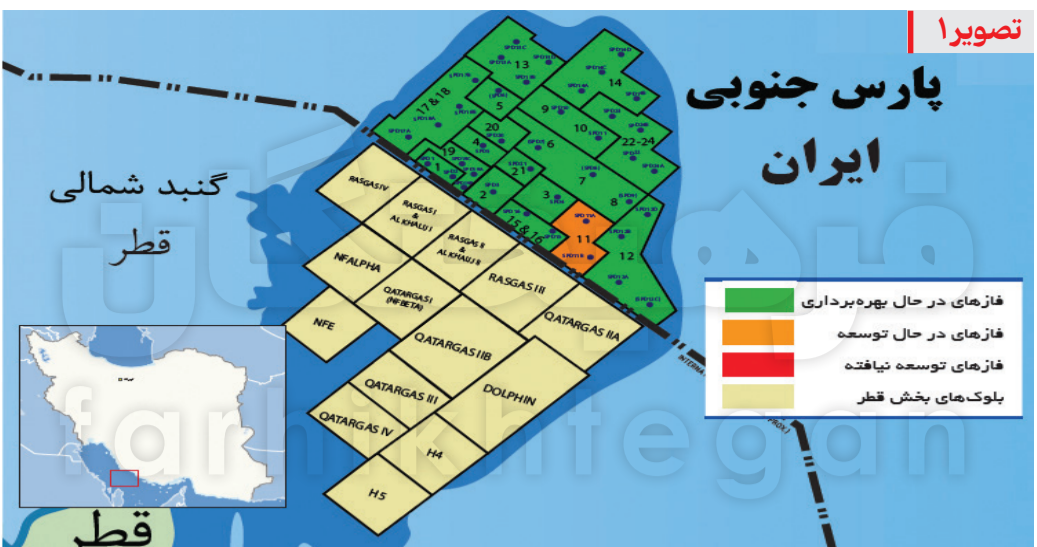 تصویر۱
پارس جنوبی
ایران
گنبد شمالی
قطر
13
14
17 & 18
5
9
10
22-24
20
4
6
19
1
21
7
2
3
8
15 & 16
11
12
RASGAS IV
RASGAS I
&
AL KHALIJ I
RASGAS II
&
AL KHALIJ II
RASGAS III
NFALPHA
QATARGAS I
(NFBETA)
QATARGAS IIA
NFE
QATARGAS IIB
QATARGAS III
DOLPHIN
QATARGAS IV
H4
H5
فازهای در حال بهره‌برداری
فازهای در حال توسعه
فازهای توسعه نیافته
بلوک‌های بخش قطر
قطر
فرهیختگان
farhikhtegan